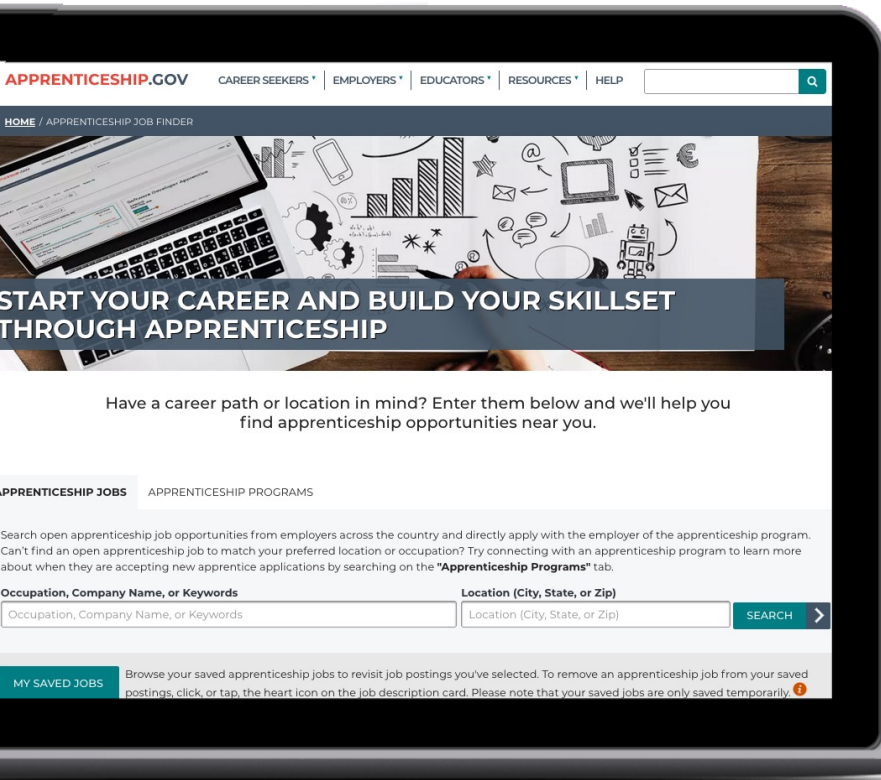 APPRENTICESHIP.GOV
CAREER SEEKERS EMPLOYERS EDUCATORS RESOURCES HELP
HOME / APPRENTICESHIP JOB FINDER
Software Developer Apprentice
@
START YOUR CAREER AND BUILD YOUR SKILLSET
THROUGH APPRENTICESHIP
Have a career path or location in mind? Enter them below and we'll help you
find apprenticeship opportunities near you.
APPRENTICESHIP JOBS APPRENTICESHIP PROGRAMS
Search open apprenticeship job opportunities from employers across the country and directly apply with the employer of the apprenticeship program.
Can't find an open apprenticeship job to match your preferred location or occupation? Try connecting with an apprenticeship program to learn more
about when they are accepting new apprentice applications by searching on the "Apprenticeship Programs" tab.
Occupation, Company Name, or Keywords Location (City, State, or Zip)
Occupation, Company Name, or Keywords Location (City, State, or Zip) SEARCH
MY SAVED JOBS
Browse your saved apprenticeship jobs to revisit job postings you've selected. To remove an apprenticeship job from your saved
postings, click, or tap, the heart icon on the job description card. Please note that your saved jobs are only saved temporarily.